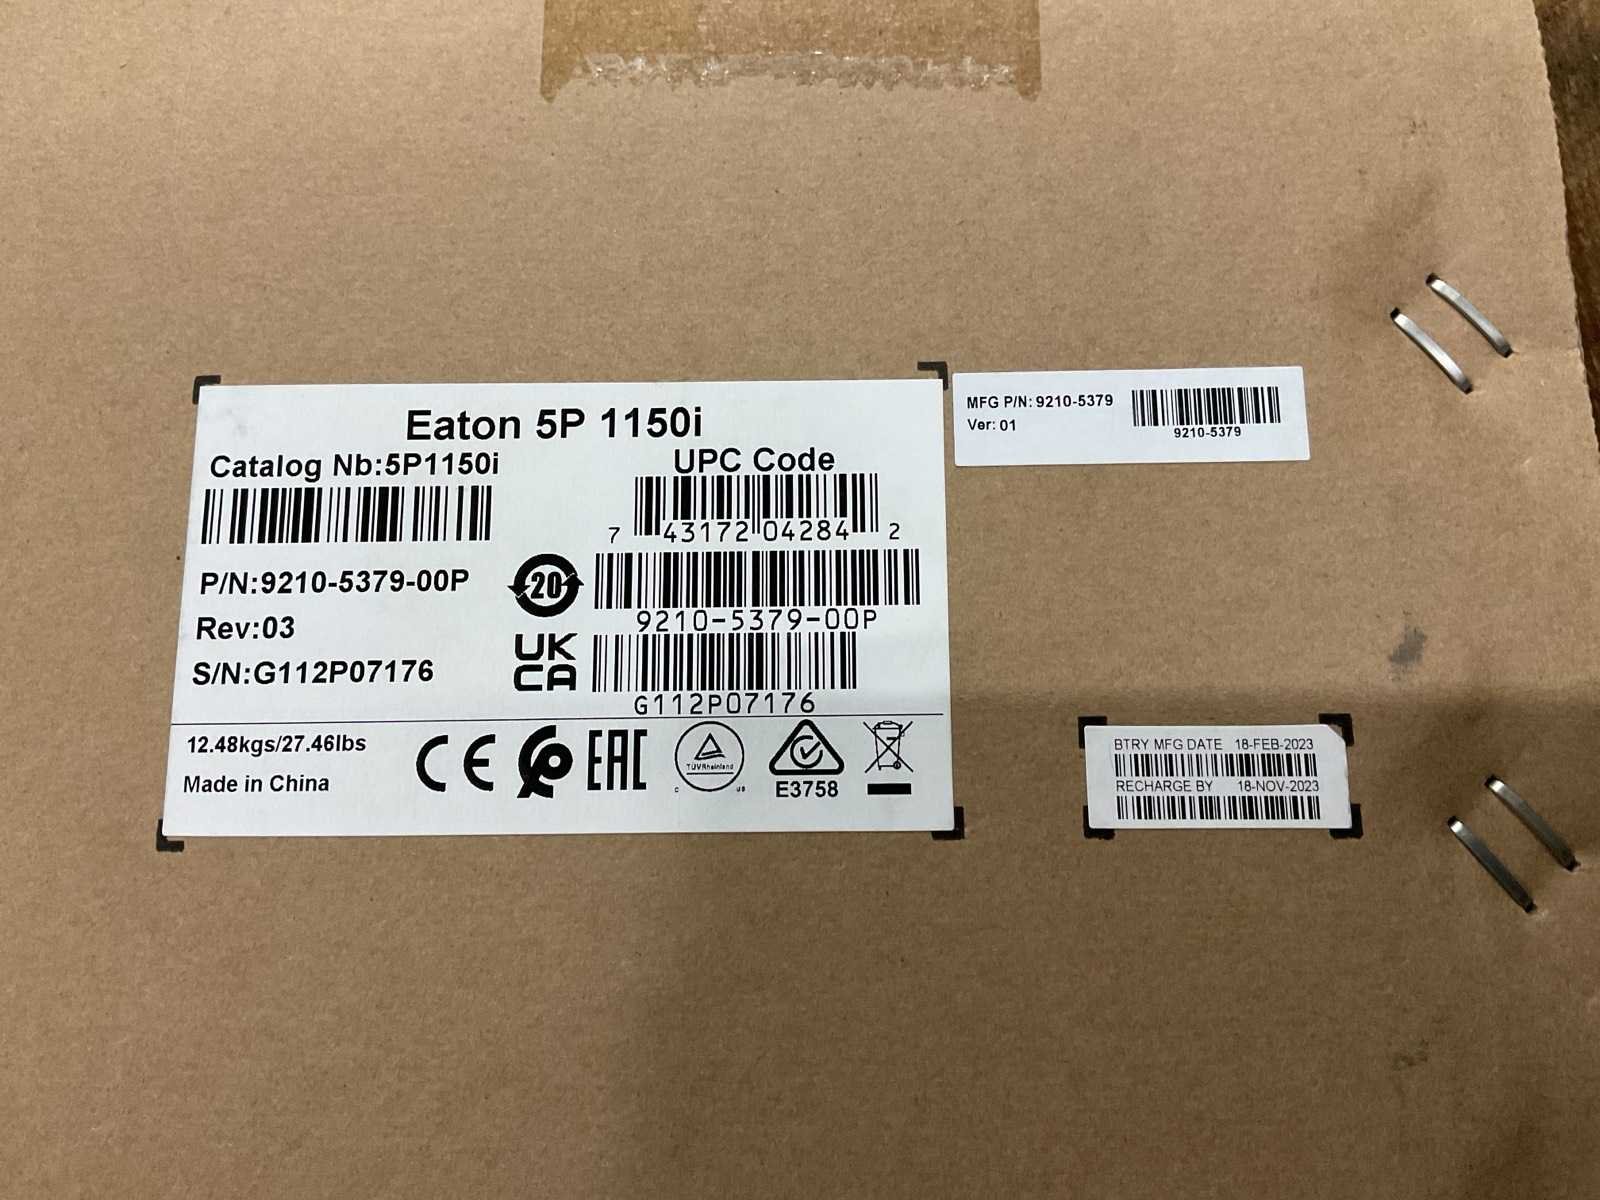 Eaton 5P 1150i
Catalog Nb:5P1150i
UPC Code
7 43172 04284 2
P/N:9210-5379-00P
20
9210-5379-00P
Rev:03
UK
CA
S/N:G112P07176
G112P07176
12.48kgs/27.46lbs
Made in China
CE
EAC
TÜVRheinland
C US
E3758
MFG P/N: 9210-5379
Ver: 01
9210-5379
BTRY MFG DATE 18-FEB-2023
RECHARGE BY 18-NOV-2023